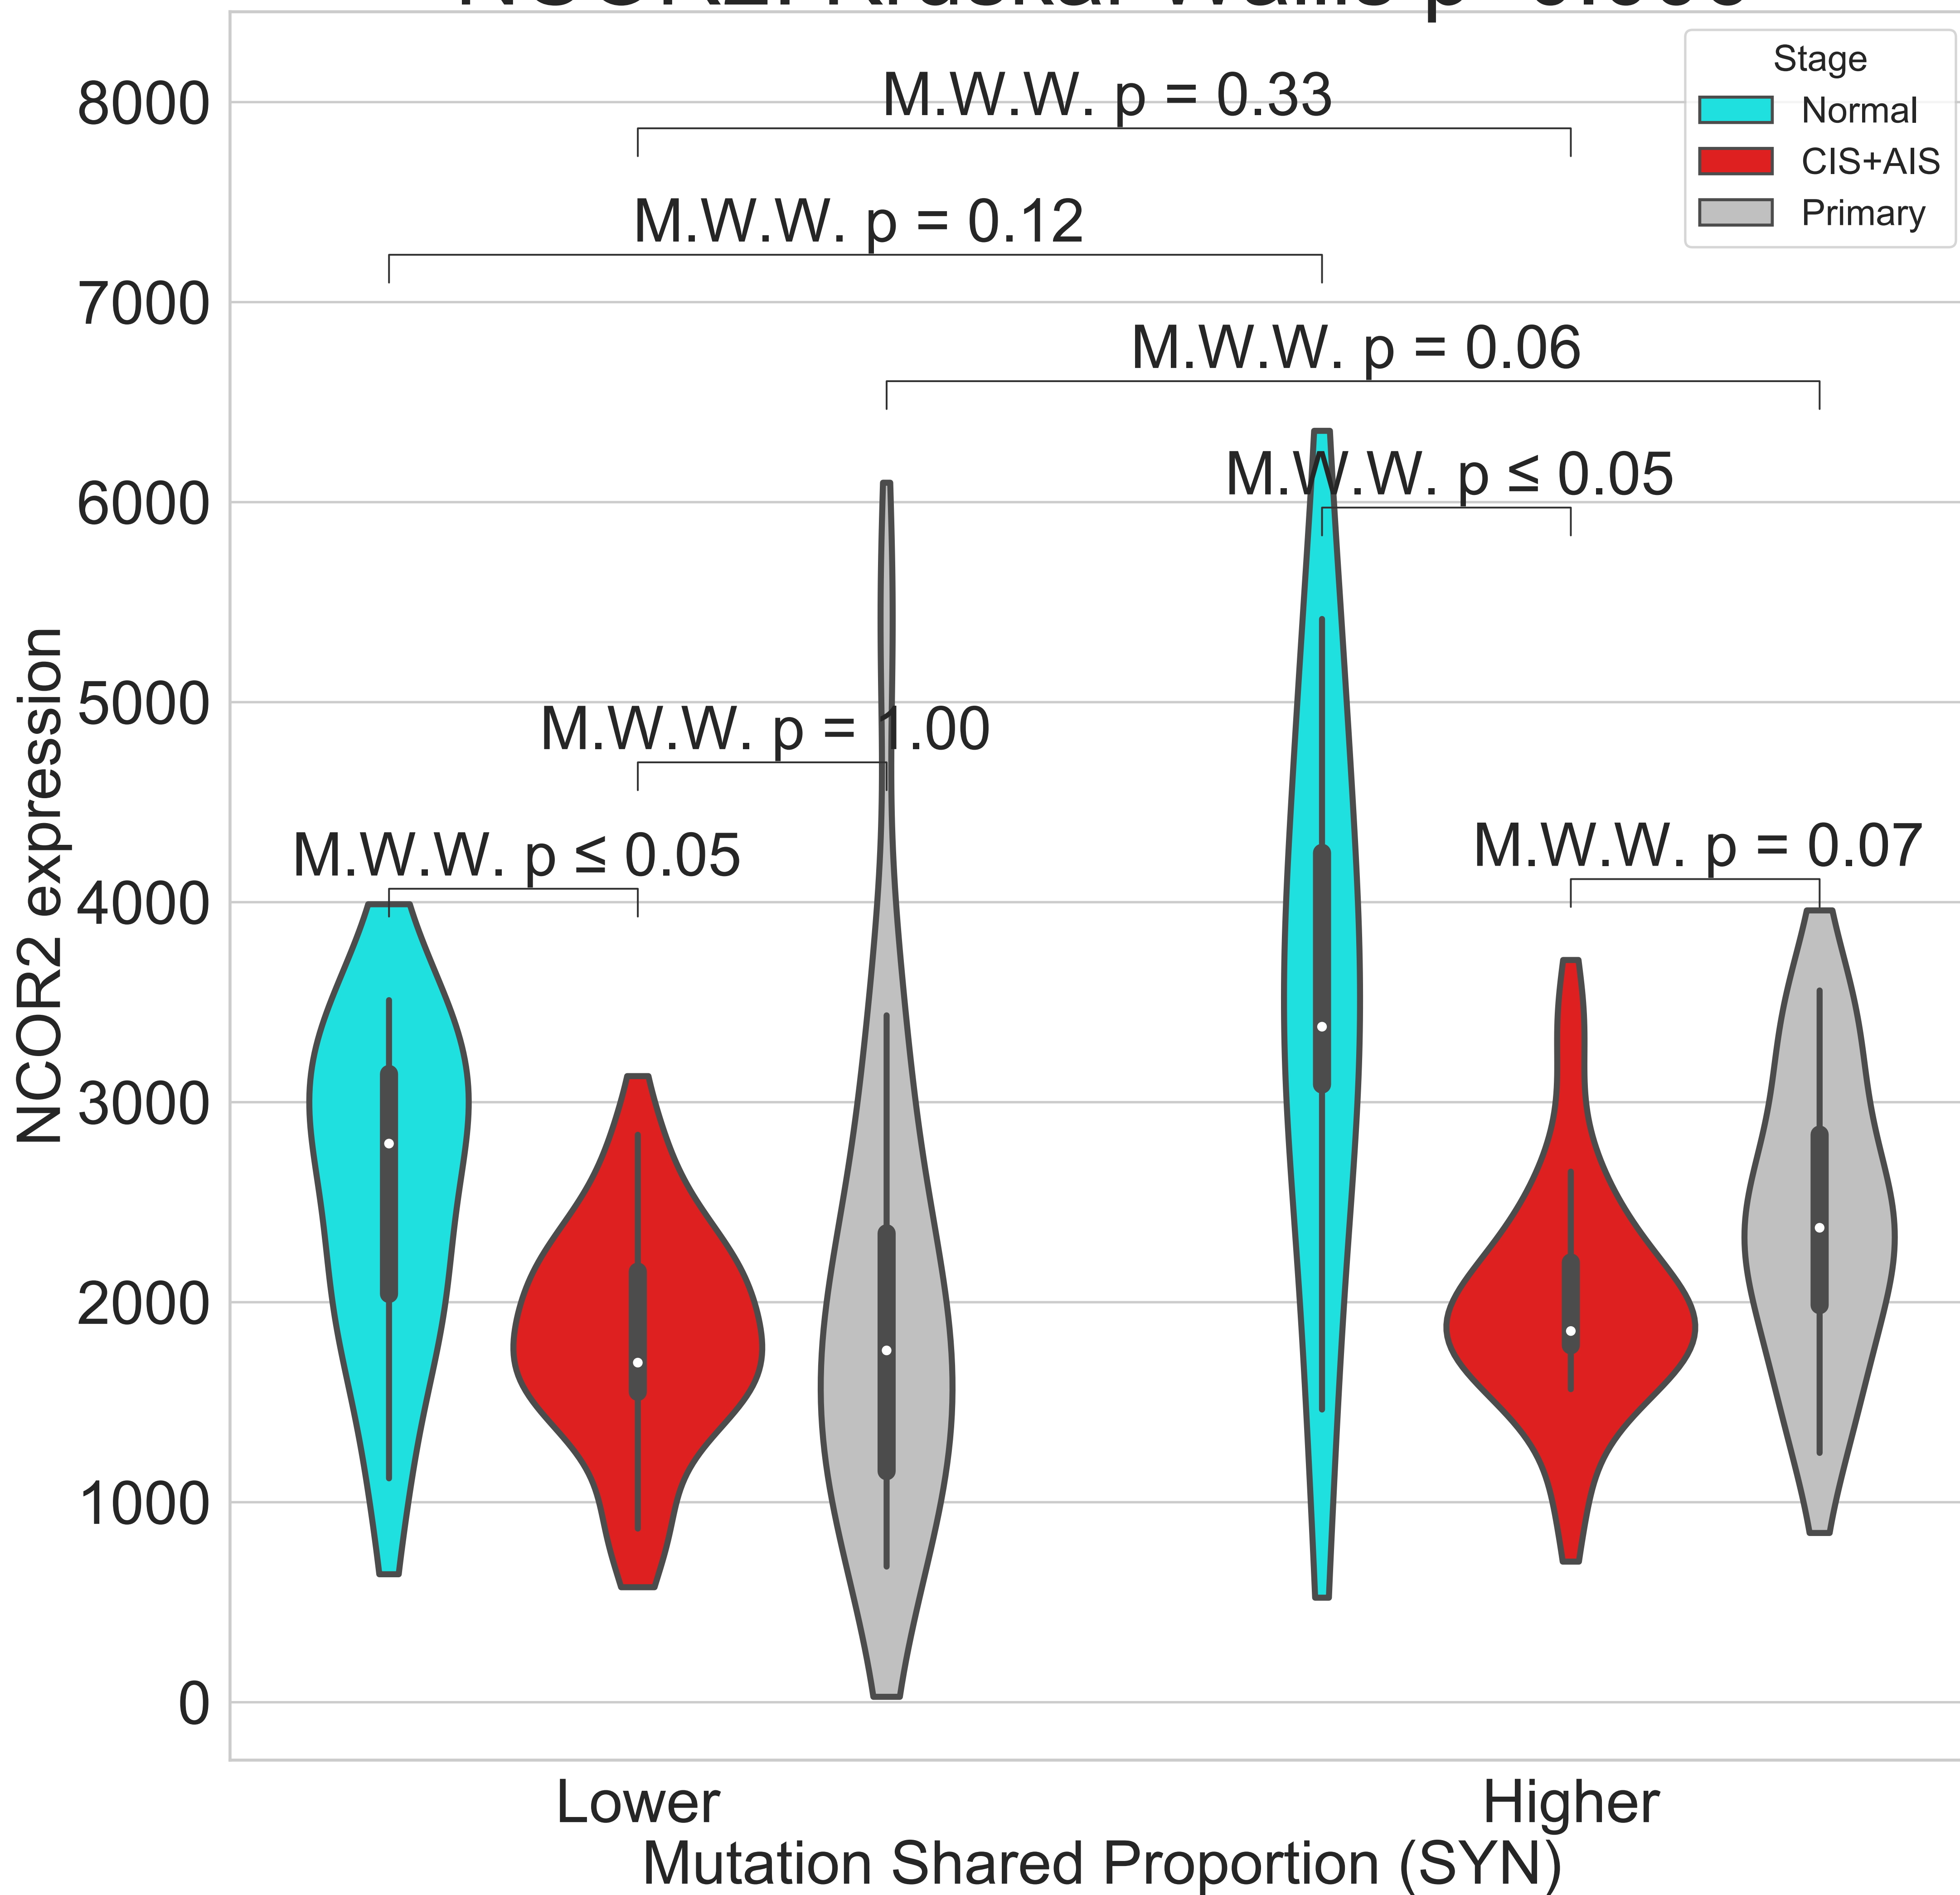 Stage
Normal
CIS+AIS
Primary
M.W.W. p = 0.33
M.W.W. p = 0.12
M.W.W. p = 0.06
M.W.W. p ≤ 0.05
M.W.W. p = 1.00
M.W.W. p ≤ 0.05
M.W.W. p = 0.07
8000
7000
6000
5000
4000
3000
2000
1000
0
NCOR2 expression
Lower
Higher
Mutation Shared Proportion (SYN)